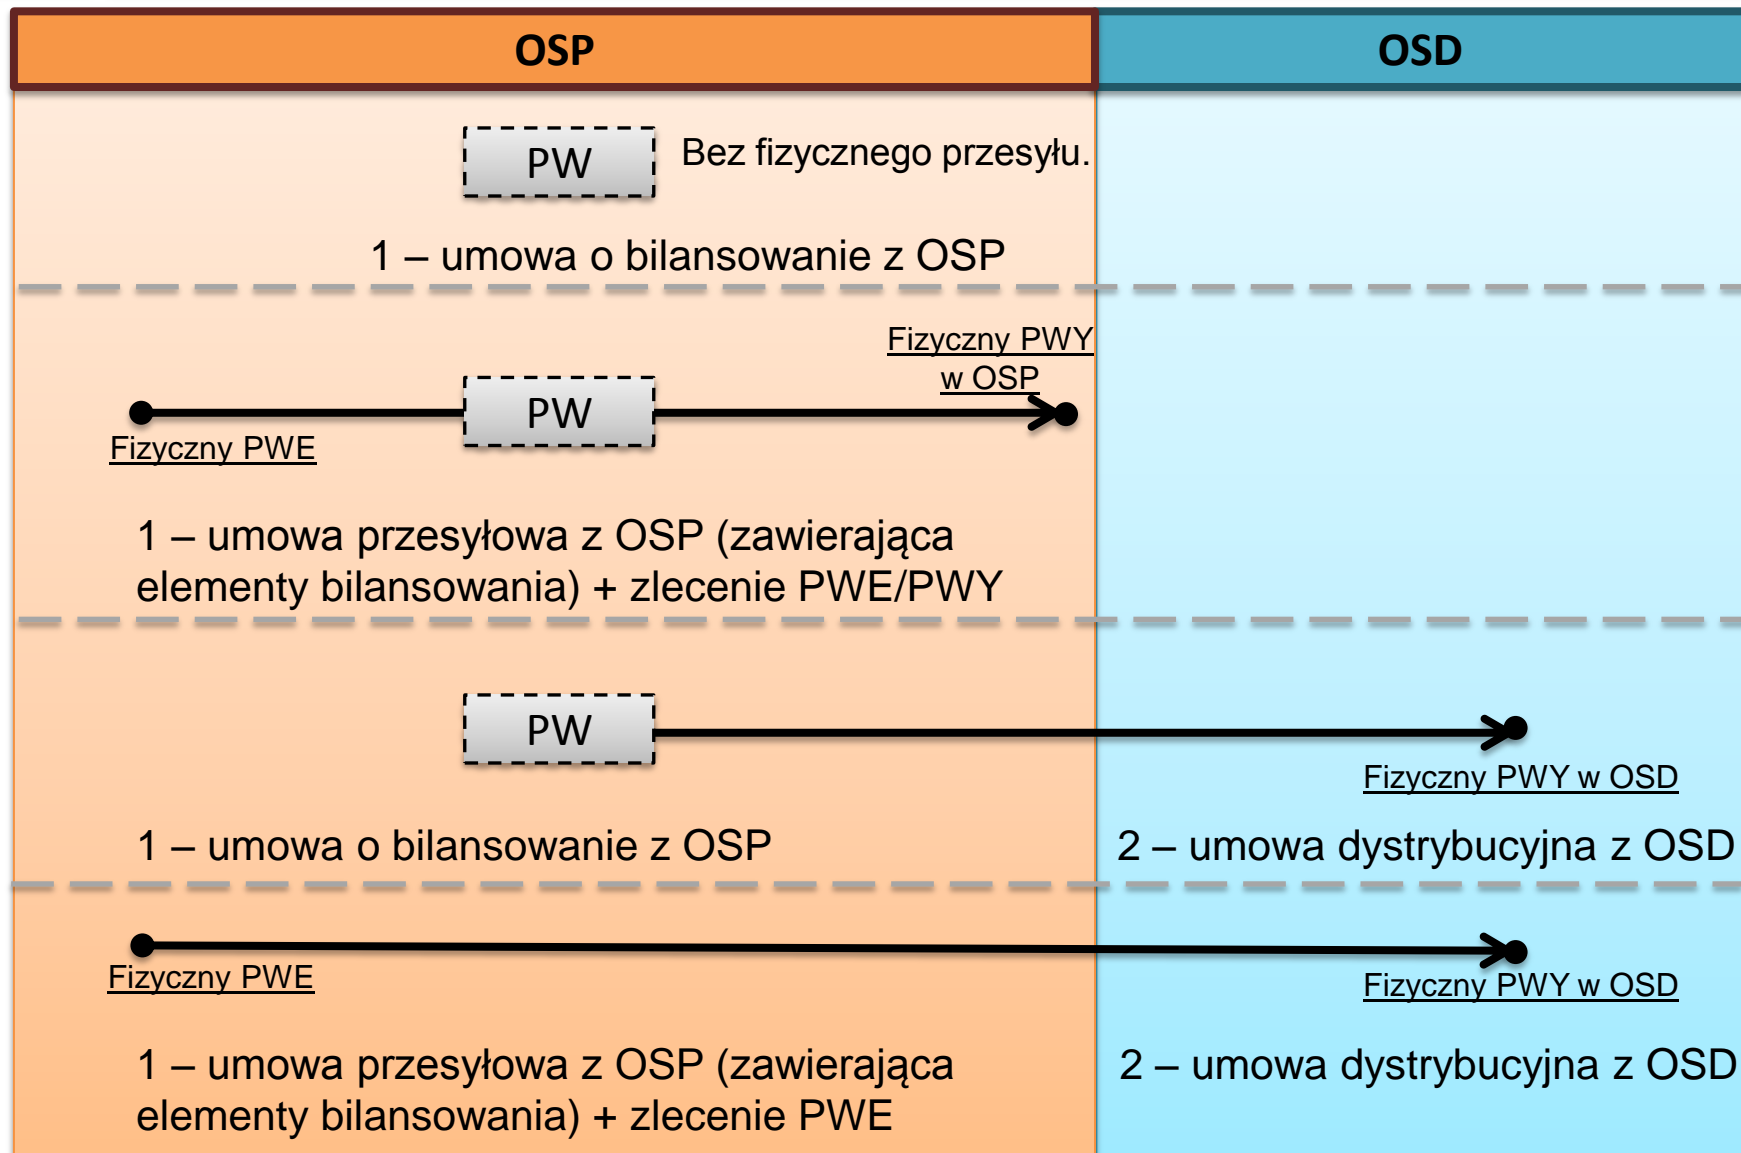 OSP
OSD
PW
Bez fizycznego przesyłu.
1 – umowa o bilansowanie z OSP
Fizyczny PWY
w OSP
PW
Fizyczny PWE
1 – umowa przesyłowa z OSP (zawierająca
elementy bilansowania) + zlecenie PWE/PWY
PW
Fizyczny PWY w OSD
1 – umowa o bilansowanie z OSP
2 – umowa dystrybucyjna z OSD
Fizyczny PWE
Fizyczny PWY w OSD
1 – umowa przesyłowa z OSP (zawierająca
elementy bilansowania) + zlecenie PWE
2 – umowa dystrybucyjna z OSD